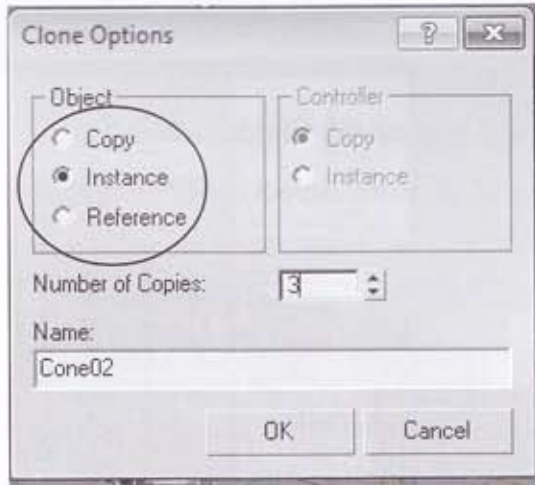 Clone Options
?
Object
Copy
Instance
Reference
Controller
Copy
Instance
Number of Copies:
3
Name:
Cone02
OK
Cancel